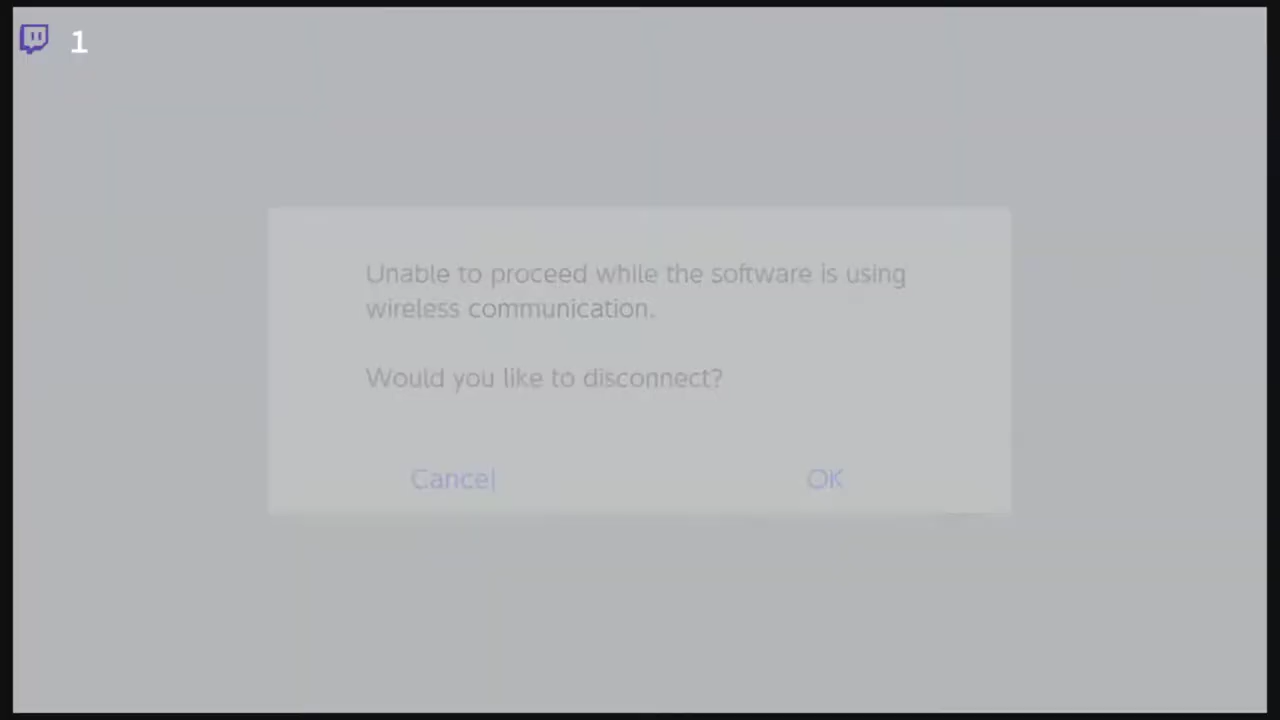 1
Unable to proceed while the software is using
wireless communication.
Would you like to disconnect?
Cancel
OK